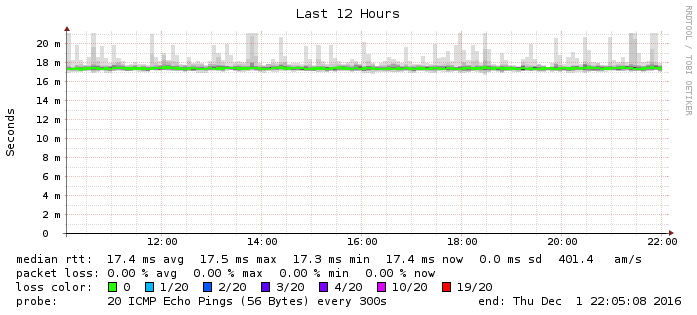 Last 12 Hours
RRDTOOL / TOBI OETIKER
Seconds
20 m
18 m
16 m
14 m
12 m
10 m
8 m
6 m
4 m
2 m
0
12:00 14:00 16:00 18:00 20:00 22:00
median rtt: 17.4 ms avg 17.5 ms max 17.3 ms min 17.4 ms now 0.0 ms sd 401.4 am/s
packet loss: 0.00 % avg 0.00 % max 0.00 % min 0.00 % now
loss color: 0 1/20 2/20 3/20 4/20 10/20 19/20
probe: 20 ICMP Echo Pings (56 Bytes) every 300s end: Thu Dec 1 22:05:08 2016